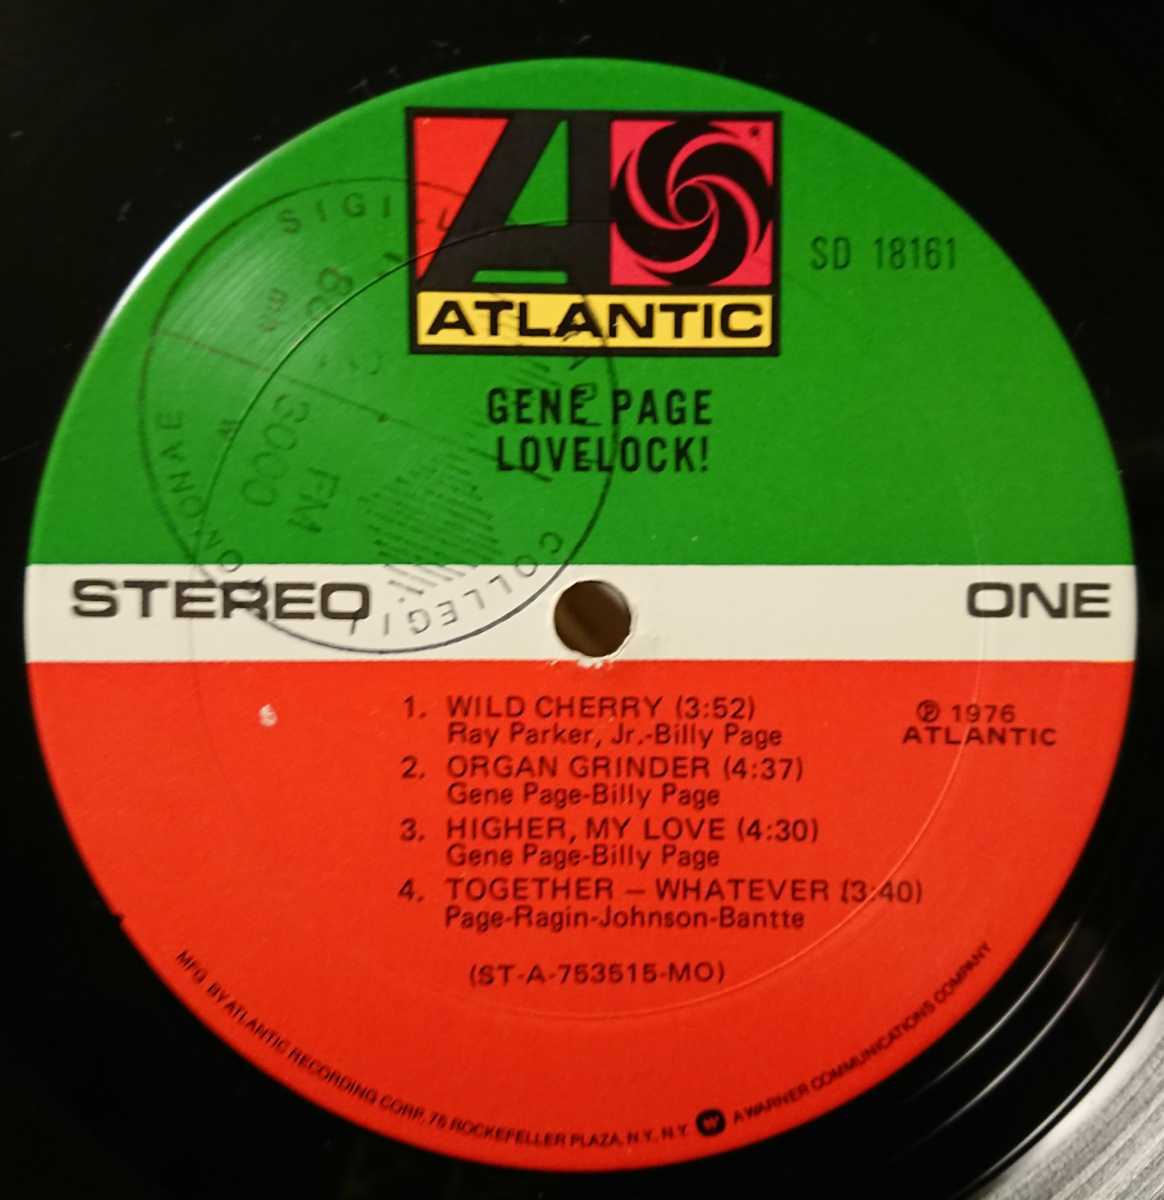 ATLANTIC
SD 18161
GENE PAGE
LOVELOCK!
STEREO
ONE
1. WILD CHERRY (3:52)
Ray Parker, Jr.-Billy Page
2. ORGAN GRINDER (4:37)
Gene Page-Billy Page
3. HIGHER, MY LOVE (4:30)
Gene Page-Billy Page
4. TOGETHER – WHATEVER (3:40)
Page-Ragin-Johnson-Bantte
℗ 1976
ATLANTIC
(ST-A-753515-MO)
MFG. BY ATLANTIC RECORDING CORP., 75 ROCKEFELLER PLAZA, N.Y., N.Y. W A WARNER COMMUNICATIONS COMPANY
COLLEGII
FM
3000